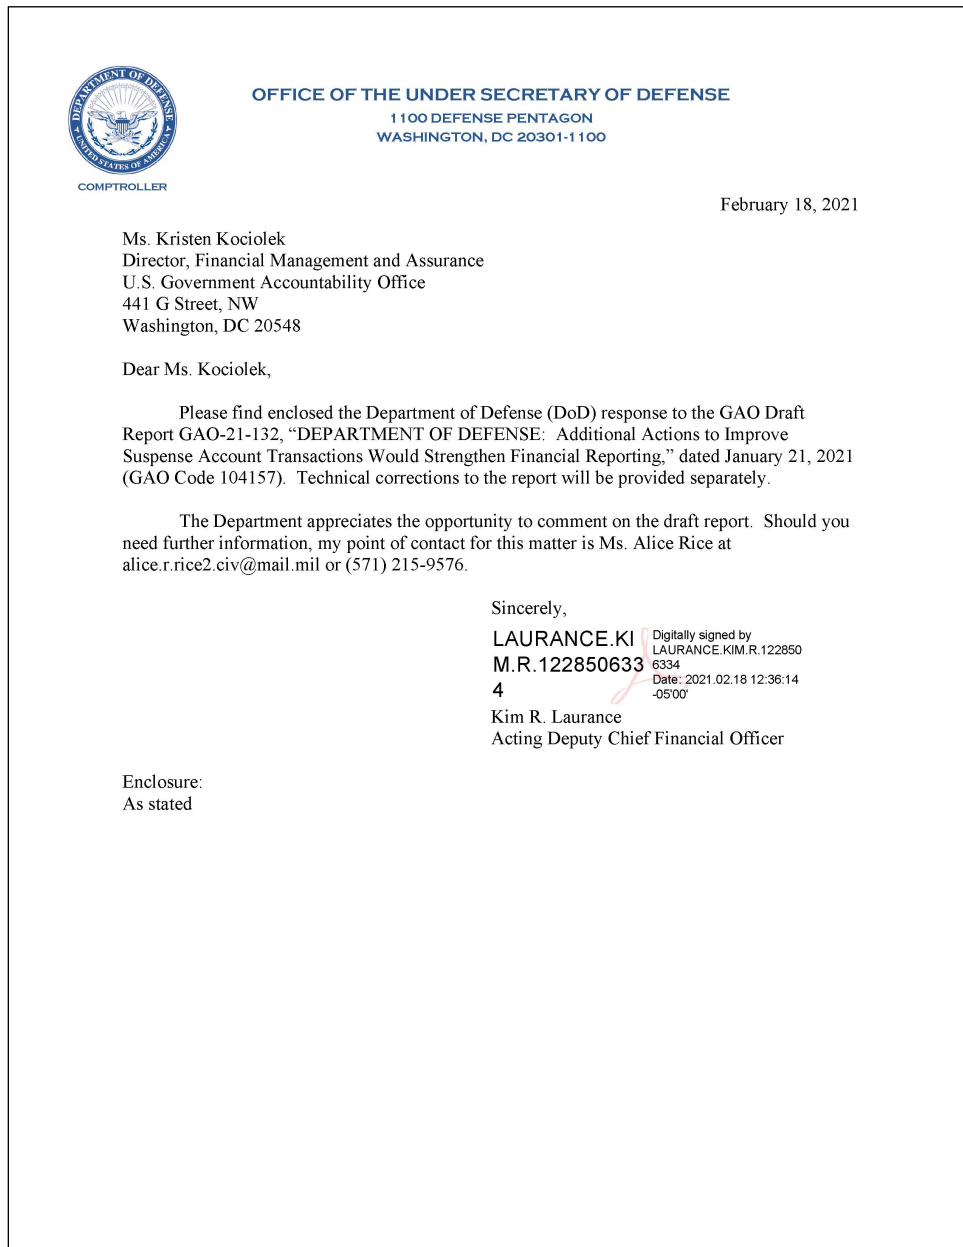 DEPARTMENT OF DEFENSE
UNITED STATES OF AMERICA
COMPTROLLER
OFFICE OF THE UNDER SECRETARY OF DEFENSE
1100 DEFENSE PENTAGON
WASHINGTON, DC 20301-1100
February 18, 2021
Ms. Kristen Kociolek
Director, Financial Management and Assurance
U.S. Government Accountability Office
441 G Street, NW
Washington, DC 20548
Dear Ms. Kociolek,
Please find enclosed the Department of Defense (DoD) response to the GAO Draft
Report GAO-21-132, “DEPARTMENT OF DEFENSE:  Additional Actions to Improve
Suspense Account Transactions Would Strengthen Financial Reporting,” dated January 21, 2021
(GAO Code 104157).  Technical corrections to the report will be provided separately.
The Department appreciates the opportunity to comment on the draft report.  Should you
need further information, my point of contact for this matter is Ms. Alice Rice at
alice.r.rice2.civ@mail.mil or (571) 215-9576.
Sincerely,
LAURANCE.KI
M.R.122850633
4
Digitally signed by
LAURANCE.KIM.R.122850
6334
Date: 2021.02.18 12:36:14
-05'00'
Kim R. Laurance
Acting Deputy Chief Financial Officer
Enclosure:
As stated